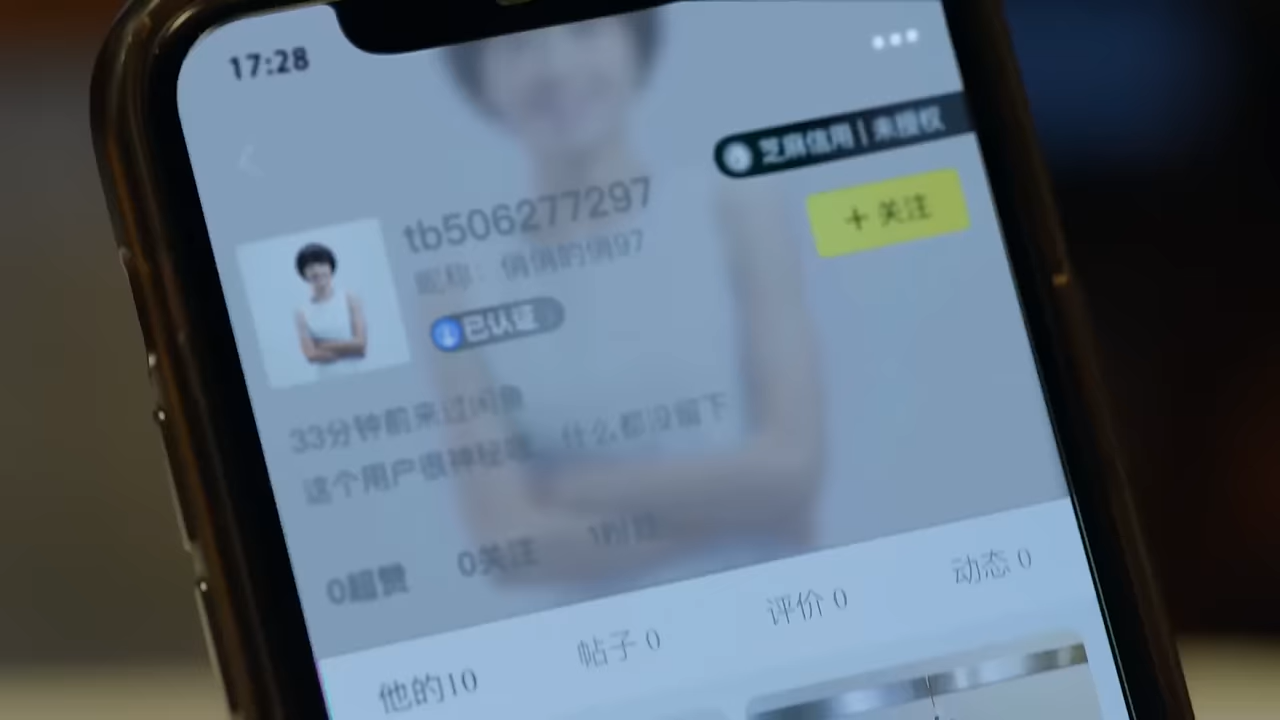 17:28
芝麻信用 | 未授权
tb506277297
+ 关注
昵称：俏俏的俏97
已认证
33分钟前来过闲鱼
这个用户很神秘 什么都没留下
0超赞 0关注 1粉丝
他的10 帖子 0 评价 0 动态 0